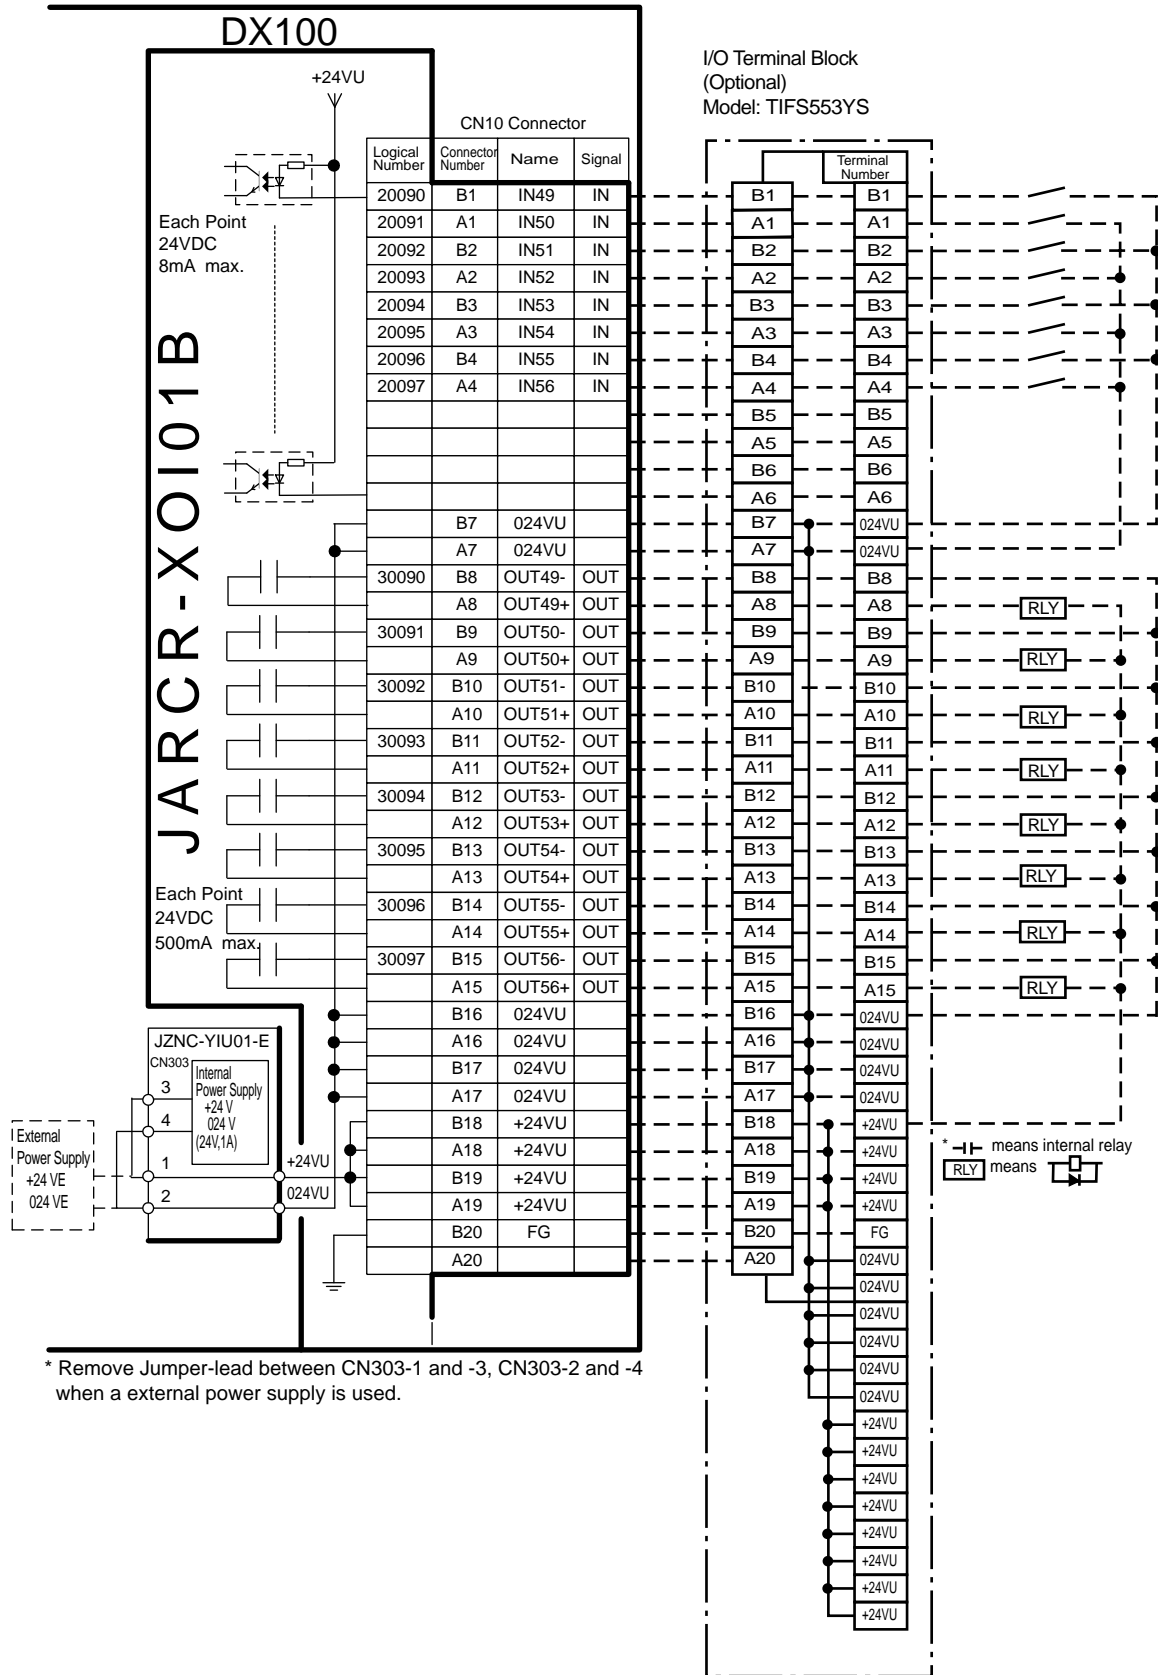 DX100
I/O Terminal Block
(Optional)
Model: TIFS553YS
+24VU
CN10 Connector
Logical Number Connector Number Name Signal
Terminal Number
20090 B1 IN49 IN B1 B1
Each Point
24VDC
8mA max.
20091 A1 IN50 IN A1 A1
20092 B2 IN51 IN B2 B2
20093 A2 IN52 IN A2 A2
20094 B3 IN53 IN B3 B3
20095 A3 IN54 IN A3 A3
20096 B4 IN55 IN B4 B4
20097 A4 IN56 IN A4 A4
B5 B5
A5 A5
B6 B6
A6 A6
JARCR-XOI01B
B7 024VU B7 024VU
A7 024VU A7 024VU
30090 B8 OUT49- OUT B8 B8
A8 OUT49+ OUT A8 A8 RLY
30091 B9 OUT50- OUT B9 B9
A9 OUT50+ OUT A9 A9 RLY
30092 B10 OUT51- OUT B10 B10
A10 OUT51+ OUT A10 A10 RLY
30093 B11 OUT52- OUT B11 B11
A11 OUT52+ OUT A11 A11 RLY
30094 B12 OUT53- OUT B12 B12
A12 OUT53+ OUT A12 A12 RLY
30095 B13 OUT54- OUT B13 B13
A13 OUT54+ OUT A13 A13 RLY
Each Point
24VDC
500mA max.
30096 B14 OUT55- OUT B14 B14
A14 OUT55+ OUT A14 A14 RLY
30097 B15 OUT56- OUT B15 B15
A15 OUT56+ OUT A15 A15 RLY
B16 024VU B16 024VU
A16 024VU A16 024VU
B17 024VU B17 024VU
A17 024VU A17 024VU
B18 +24VU B18 +24VU
A18 +24VU A18 +24VU
B19 +24VU B19 +24VU
A19 +24VU A19 +24VU
B20 FG B20 FG
A20 A20 024VU
024VU
024VU
024VU
024VU
024VU
+24VU
+24VU
+24VU
+24VU
+24VU
+24VU
+24VU
+24VU
JZNC-YIU01-E
CN303
3
4
1
2
Internal
Power Supply
+24 V
024 V
(24V,1A)
External
Power Supply
+24 VE
024 VE
+24VU
024VU
* means internal relay
RLY means
* Remove Jumper-lead between CN303-1 and -3, CN303-2 and -4
when a external power supply is used.